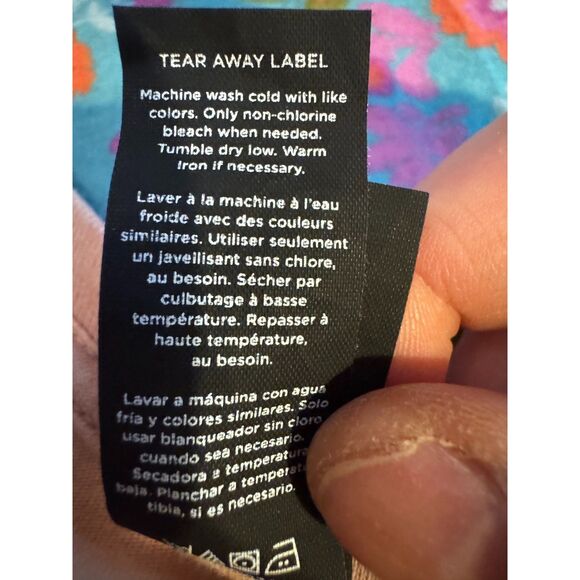 TEAR AWAY LABEL
Machine wash cold with like
colors. Only non-chlorine
bleach when needed.
Tumble dry low. Warm
Iron if necessary.
Laver à la machine à l'eau
froide avec des couleurs
similaires. Utiliser seulement
un javellisant sans chlore,
au besoin. Sécher par
culbutage à basse
température. Repasser à
haute température,
au besoin.
Lavar a máquina con agua
fría y colores similares. Solo
usar blanqueador sin cloro
cuando sea necesario.
Secadora a temperatura
baja. Planchar a
tibia, si es necesario.